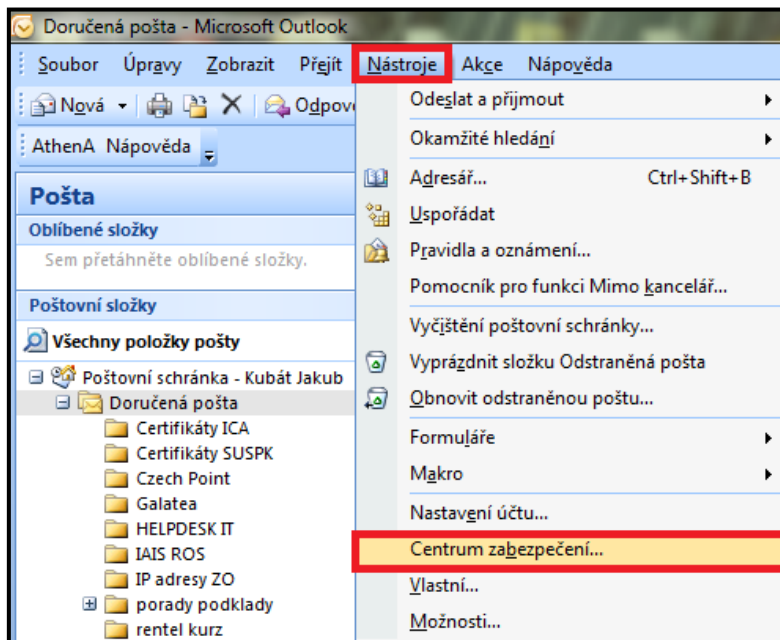 Doručená pošta - Microsoft Outlook
Soubor Úpravy Zobrazit Přejít Nástroje Akce Nápověda
Nová Odpov
AthenA Nápověda
Pošta
Oblíbené složky
Sem přetáhněte oblíbené složky.
Poštovní složky
Všechny položky pošty
Poštovní schránka - Kubát Jakub
Doručená pošta
Certifikáty ICA
Certifikáty SUSPK
Czech Point
Galatea
HELPDESK IT
IAIS ROS
IP adresy ZO
porady podklady
rentel kurz
Odeslat a přijmout
Okamžité hledání
Adresář... Ctrl+Shift+B
Uspořádat
Pravidla a oznámení...
Pomocník pro funkci Mimo kancelář...
Vyčištění poštovní schránky...
Vyprázdnit složku Odstraněná pošta
Obnovit odstraněnou poštu...
Formuláře
Makro
Nastavení účtu...
Centrum zabezpečení...
Vlastní...
Možnosti...